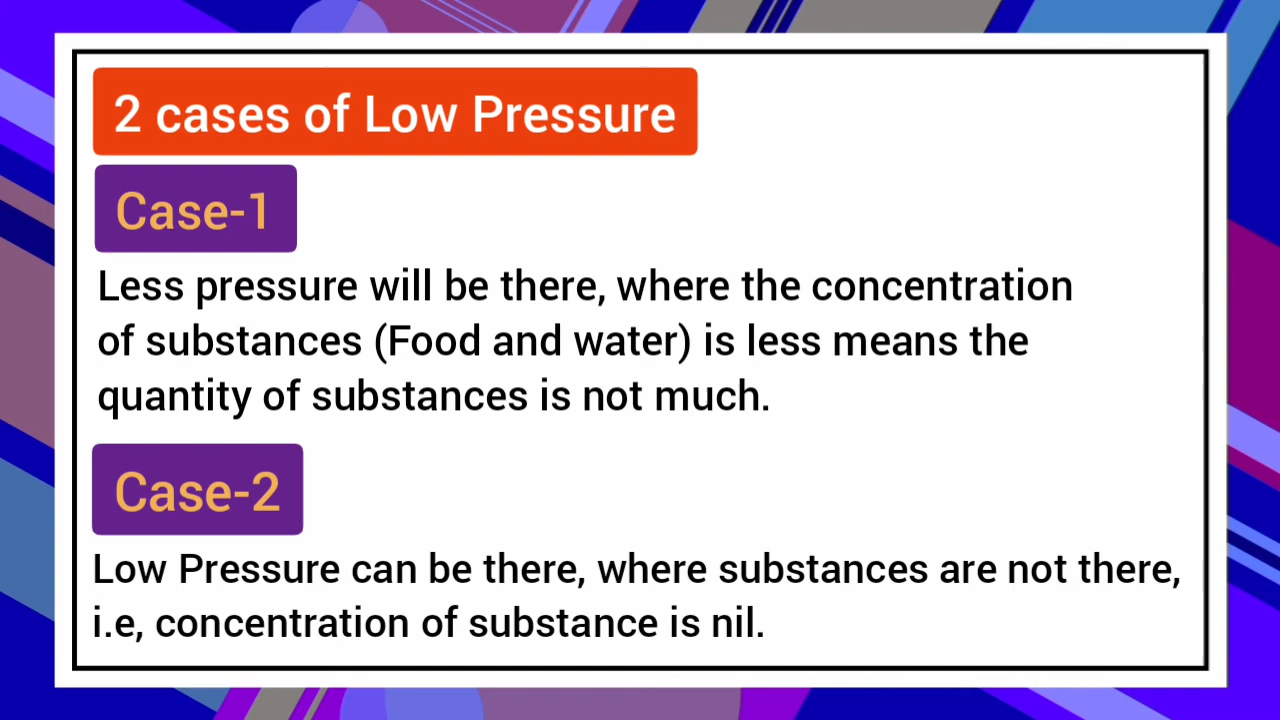 2 cases of Low Pressure
Case-1
Less pressure will be there, where the concentration
of substances (Food and water) is less means the
quantity of substances is not much.
Case-2
Low Pressure can be there, where substances are not there,
i.e, concentration of substance is nil.